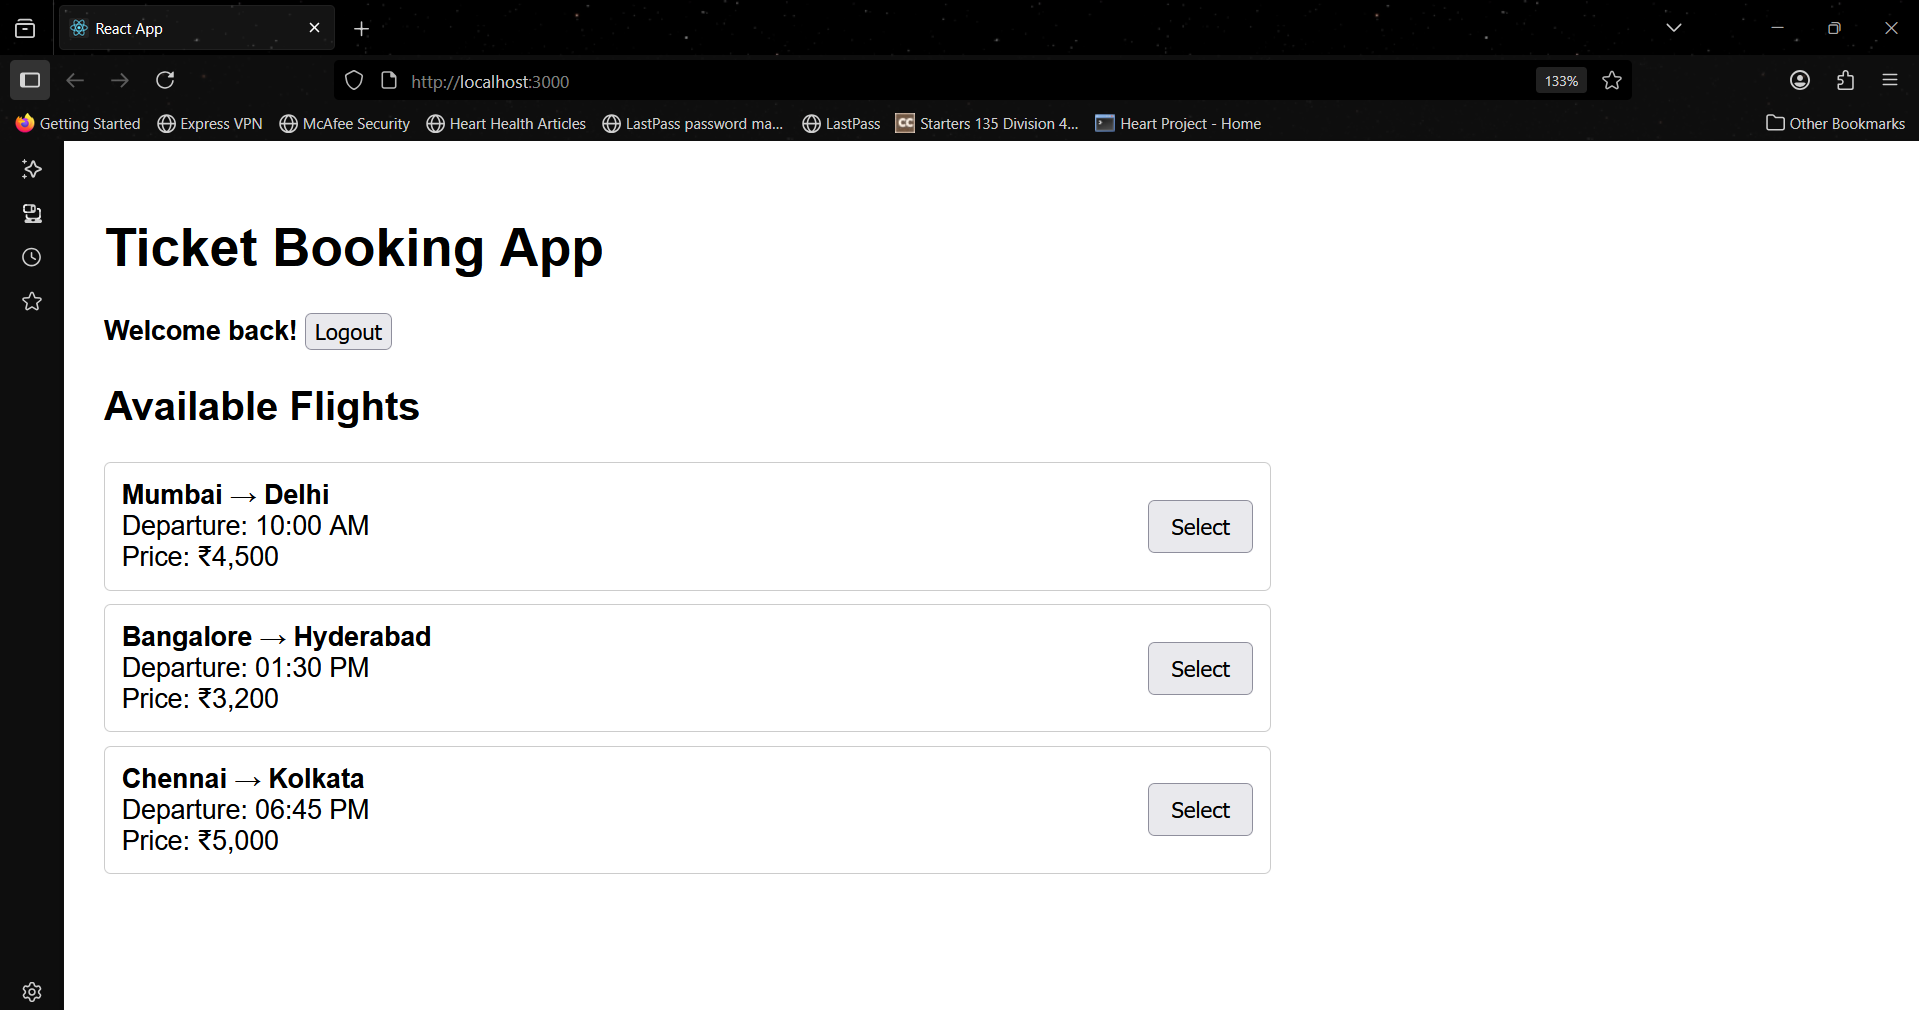 React App
http://localhost:3000
133%
Getting Started
Express VPN
McAfee Security
Heart Health Articles
LastPass password ma...
LastPass
CC
Starters 135 Division 4...
Heart Project - Home
Other Bookmarks
Ticket Booking App
Welcome back! Logout
Available Flights
Mumbai → Delhi
Departure: 10:00 AM
Price: ₹4,500
Select
Bangalore → Hyderabad
Departure: 01:30 PM
Price: ₹3,200
Select
Chennai → Kolkata
Departure: 06:45 PM
Price: ₹5,000
Select